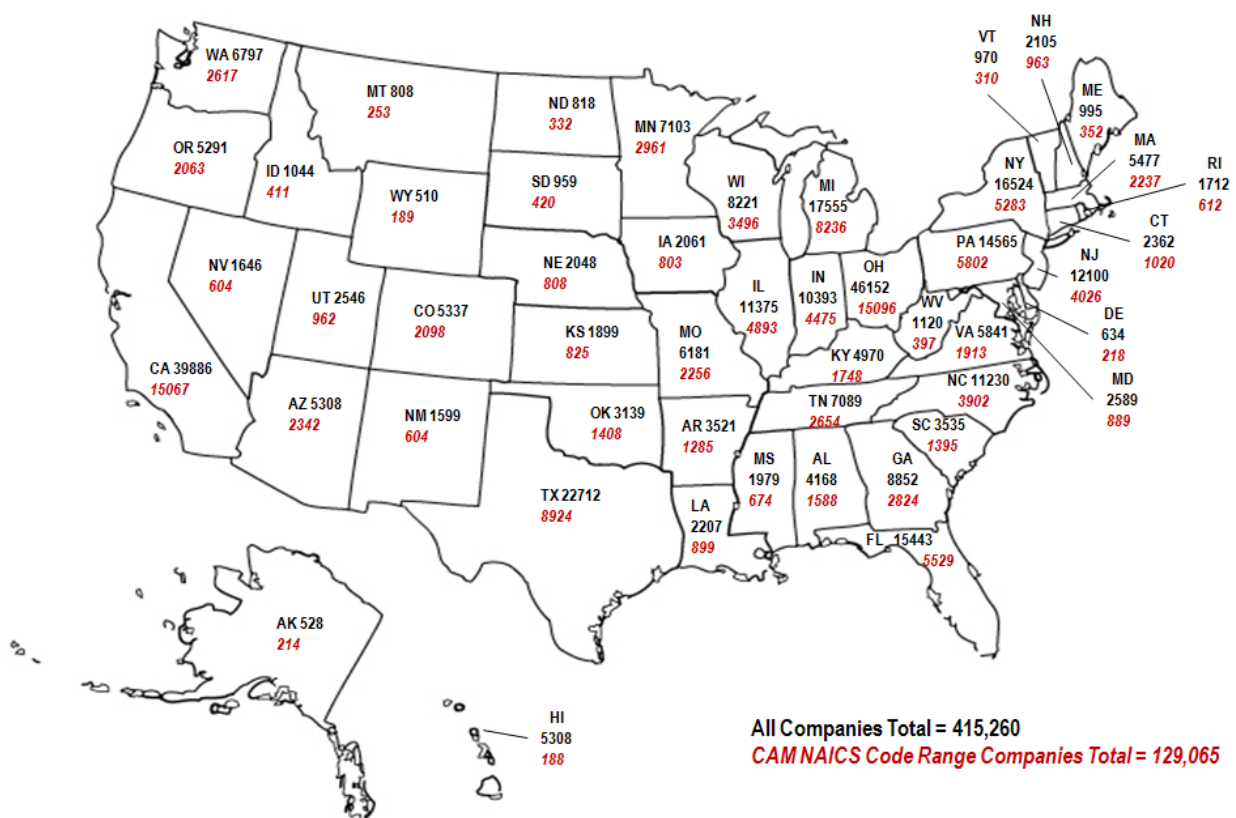 NH
2105
963
VT
970
310
WA 6797
2617
MT 808
253
ND 818
332
MN 7103
2961
ME
995
352
MA
5477
2237
RI
1712
612
OR 5291
2063
ID 1044
411
WY 510
189
SD 959
420
WI
8221
3496
MI
17555
8236
NY
16524
5283
CT
2362
1020
NV 1646
604
UT 2546
962
CO 5337
2098
NE 2048
808
IA 2061
803
IL
11375
4893
IN
10393
4475
OH
46152
15096
PA 14565
5802
NJ
12100
4026
DE
634
218
MD
2589
889
CA 39886
15067
KS 1899
825
MO
6181
2256
KY 4970
1748
WV
1120
397
VA 5841
1913
AZ 5308
2342
NM 1599
604
OK 3139
1408
AR 3521
1285
TN 7089
2654
NC 11230
3902
SC 3535
1395
TX 22712
8924
LA
2207
899
MS
1979
674
AL
4168
1588
GA
8852
2824
FL 15443
5529
AK 528
214
HI
5308
188
All Companies Total = 415,260
CAM NAICS Code Range Companies Total = 129,065